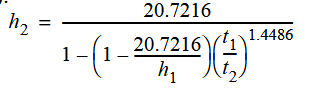 h₂ = 20.7216 / (1 − (1 − 20.7216/h₁)(t₁/t₂)^1.4486)